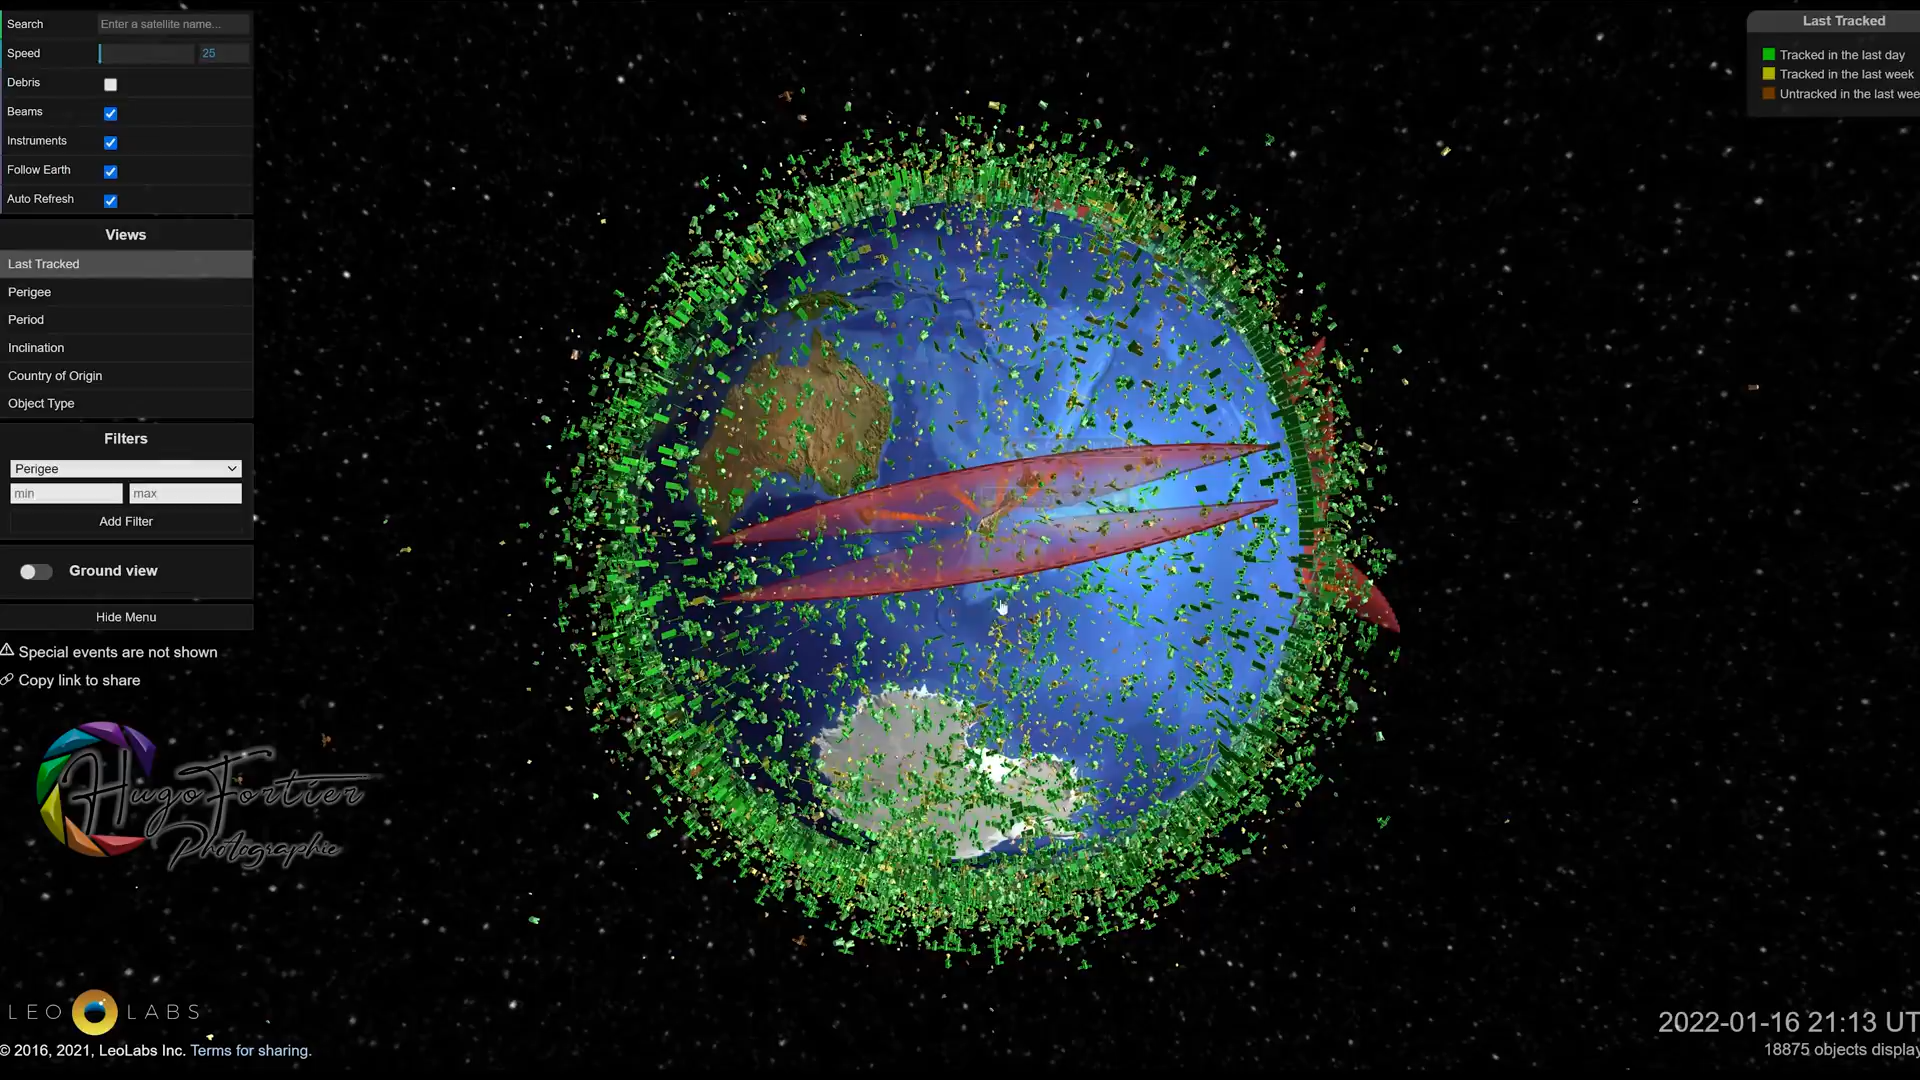 Search
Enter a satellite name...
Speed
25
Debris
Beams
Instruments
Follow Earth
Auto Refresh
Views
Last Tracked
Perigee
Period
Inclination
Country of Origin
Object Type
Filters
Perigee
min
max
Add Filter
Ground view
Hide Menu
Special events are not shown
Copy link to share
Hugo Fortier
Photographie
LEO LABS
© 2016, 2021, LeoLabs Inc. Terms for sharing.
Last Tracked
Tracked in the last day
Tracked in the last week
Untracked in the last wee
2022-01-16 21:13 UT
18875 objects display